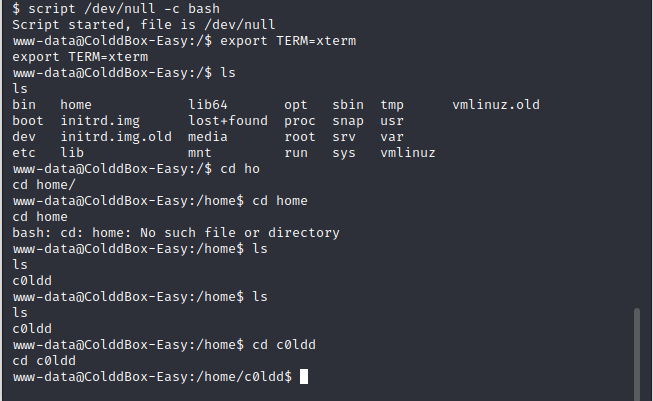 $ script /dev/null -c bash
Script started, file is /dev/null
www-data@ColddBox-Easy:/$ export TERM=xterm
export TERM=xterm
www-data@ColddBox-Easy:/$ ls
ls
bin   home            lib64       opt   sbin  tmp      vmlinuz.old
boot  initrd.img      lost+found  proc  snap  usr
dev   initrd.img.old  media       root  srv   var
etc   lib             mnt         run   sys   vmlinuz
www-data@ColddBox-Easy:/$ cd ho
cd home/
www-data@ColddBox-Easy:/home$ cd home
cd home
bash: cd: home: No such file or directory
www-data@ColddBox-Easy:/home$ ls
ls
c0ldd
www-data@ColddBox-Easy:/home$ ls
ls
c0ldd
www-data@ColddBox-Easy:/home$ cd c0ldd
cd c0ldd
www-data@ColddBox-Easy:/home/c0ldd$